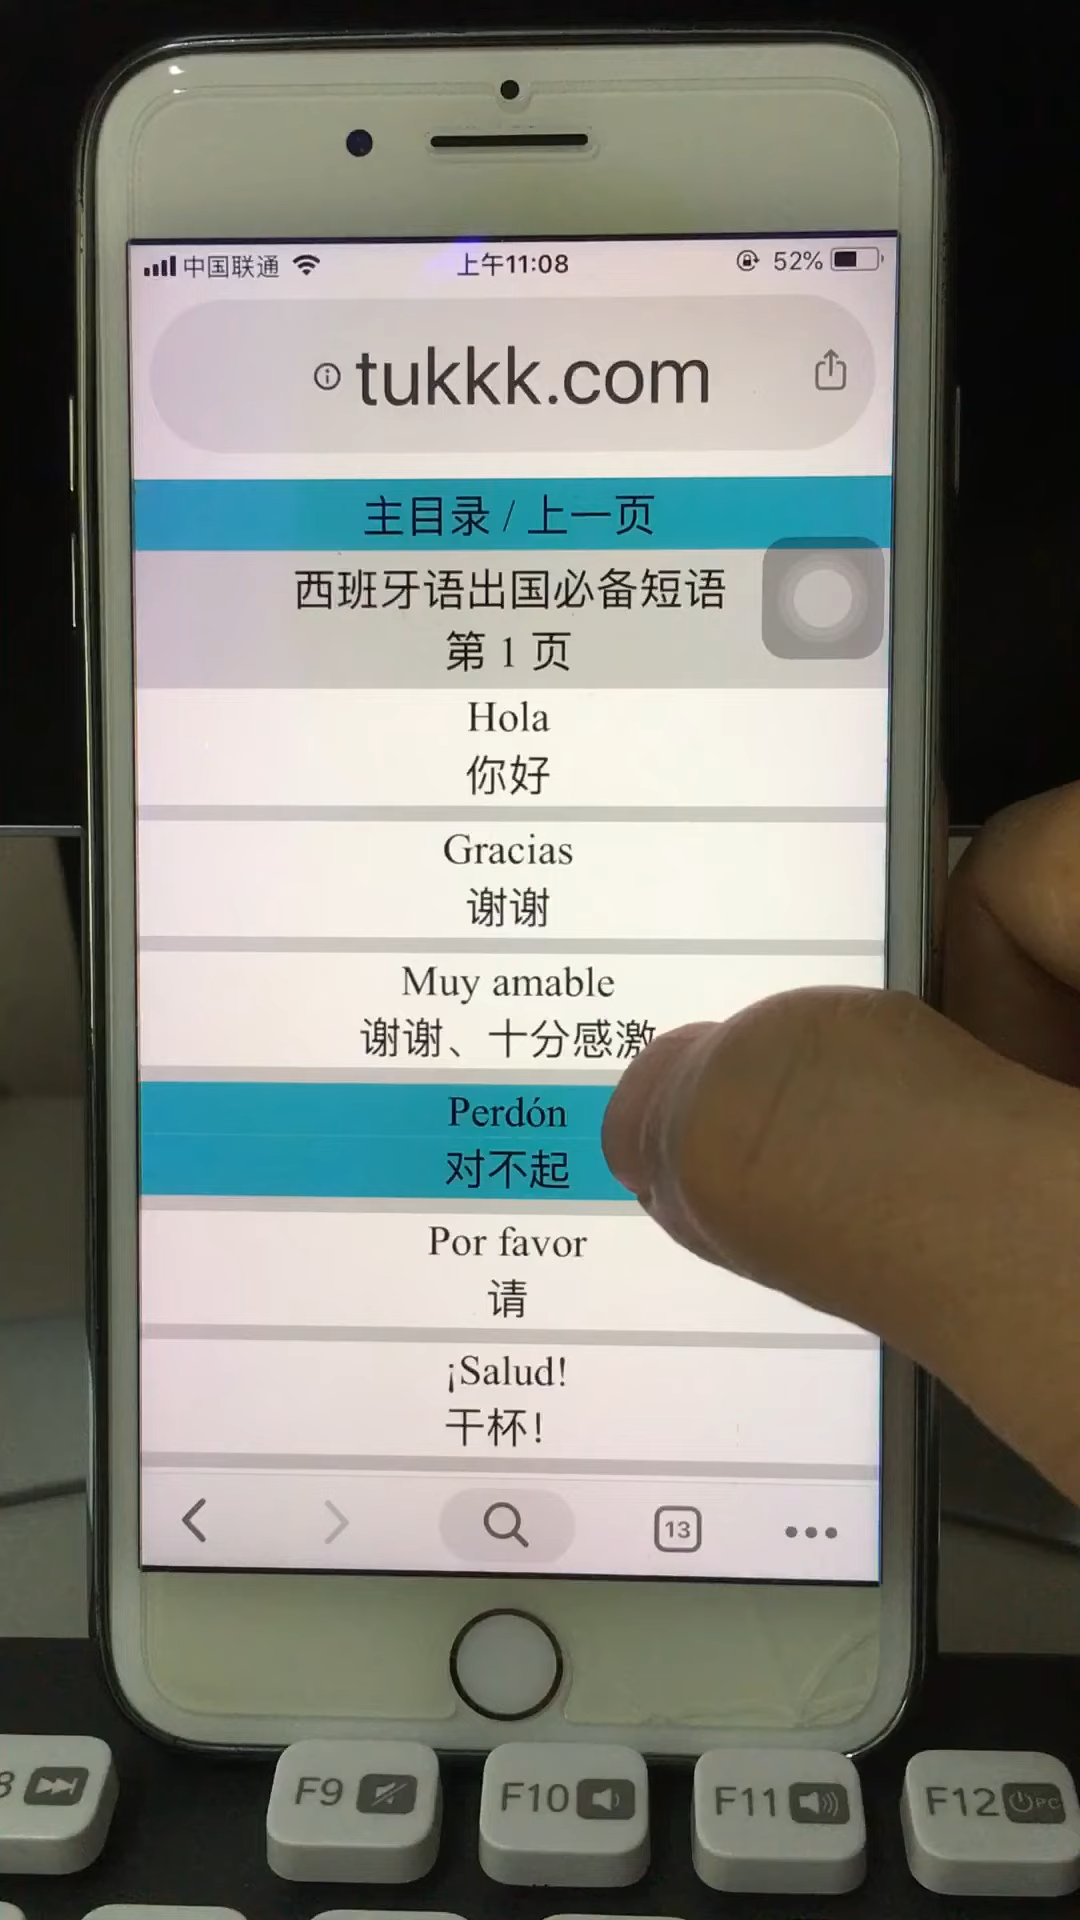 中国联通 上午11:08 52%
tukkk.com
主目录 / 上一页
西班牙语出国必备短语
第 1 页
Hola
你好
Gracias
谢谢
Muy amable
谢谢、十分感激
Perdón
对不起
Por favor
请
¡Salud!
干杯!
13
8 F9 F10 F11 F12 PC